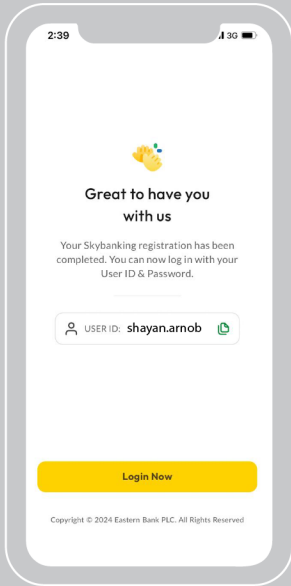 2:39 3G
Great to have you
with us
Your Skybanking registration has been
completed. You can now log in with your
User ID & Password.
USER ID: shayan.arnob
Login Now
Copyright © 2024 Eastern Bank PLC. All Rights Reserved